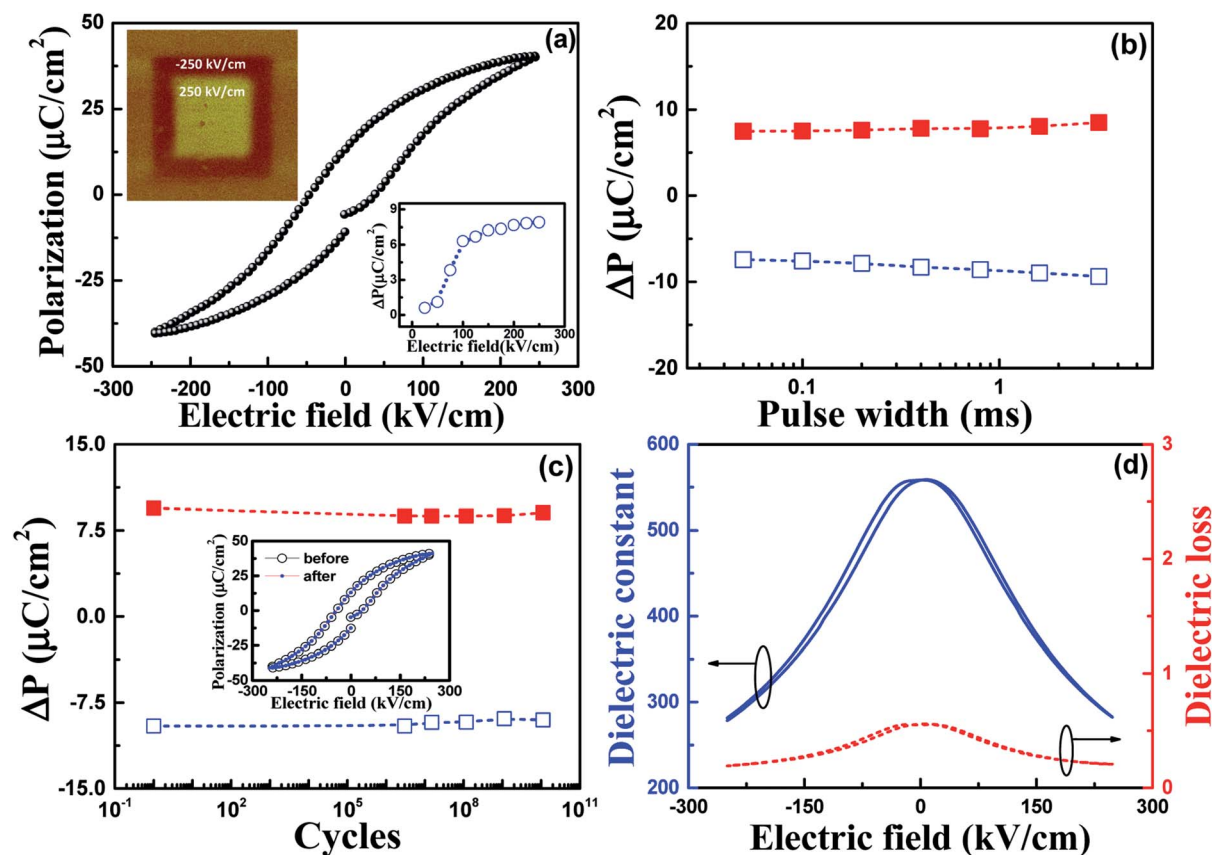 (a)
-250 kV/cm
250 kV/cm
Polarization (μC/cm²)
50
25
0
-25
-50
-300 -200 -100 0 100 200 300
Electric field (kV/cm)
ΔP(μC/cm²)
9
6
3
0
0 100 200 300
Electric field(kV/cm)
(b)
ΔP (μC/cm²)
20
10
0
-10
-20
0.1 1
Pulse width (ms)
(c)
ΔP (μC/cm²)
15.0
7.5
0.0
-7.5
-15.0
10⁻¹ 10² 10⁵ 10⁸ 10¹¹
Cycles
before
after
Polarization (μC/cm²)
50
25
0
-25
-50
-300 -150 0 150 300
Electric field (kV/cm)
(d)
Dielectric constant
600
500
400
300
200
Dielectric loss
3
2
1
0
-300 -150 0 150 300
Electric field (kV/cm)